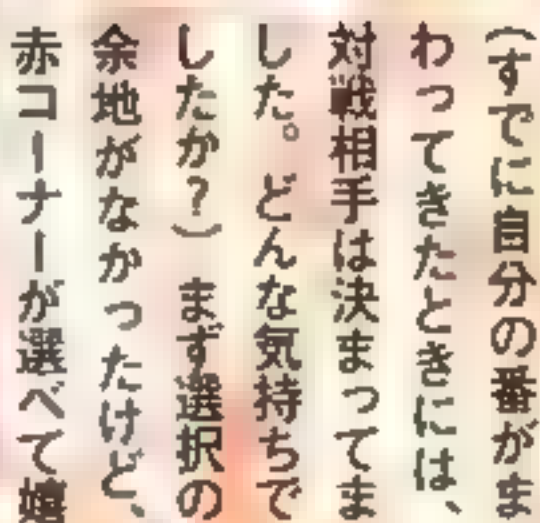 (すでに自分の番がま
わってきたときには、
対戦相手は決まってま
した。どんな気持ちで
したか?) まず選択の
余地がなかったけど、
赤コーナーが選べて嬉